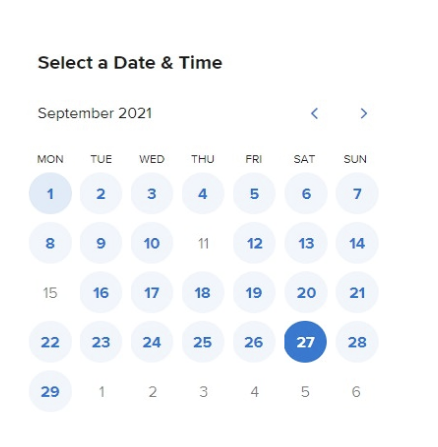 Select a Date & Time
September 2021
MON TUE WED THU FRI SAT SUN
1 2 3 4 5 6 7
8 9 10 11 12 13 14
15 16 17 18 19 20 21
22 23 24 25 26 27 28
29 1 2 3 4 5 6